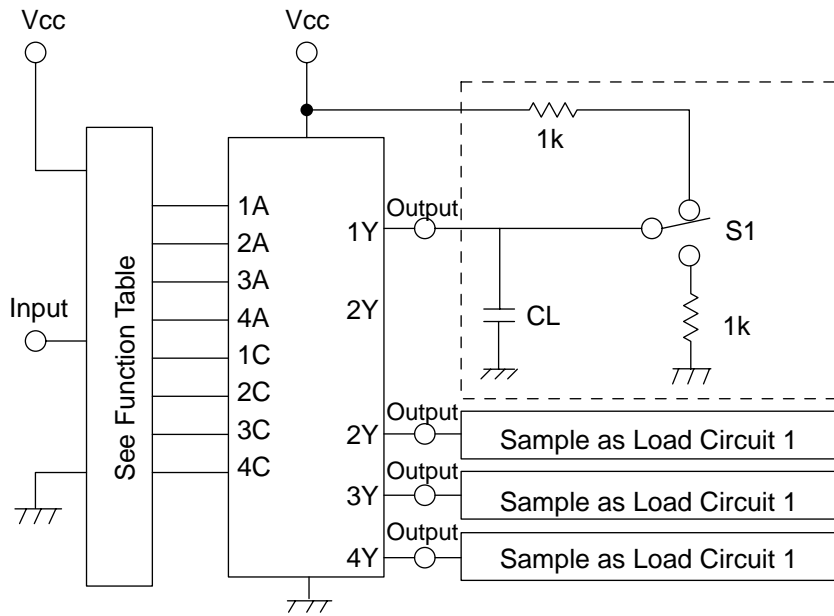 Vcc
Vcc
1k
Output
1A
1Y
S1
2A
3A
2Y
Input
4A
CL
1k
1C
2C
See Function Table
3C
4C
Output
2Y
Sample as Load Circuit 1
Output
3Y
Sample as Load Circuit 1
Output
4Y
Sample as Load Circuit 1